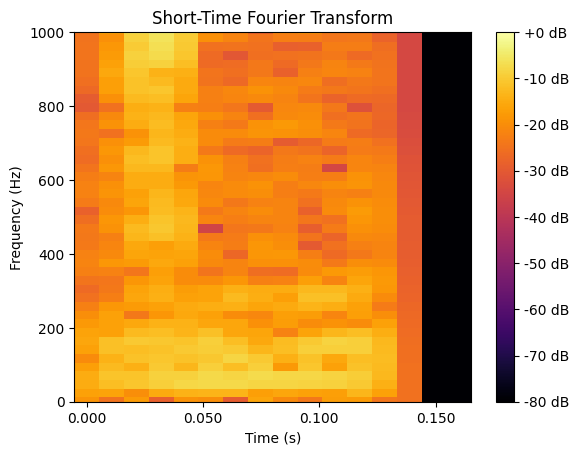 Short-Time Fourier Transform
1000
800
600
400
200
0
Frequency (Hz)
0.000
0.050
0.100
0.150
Time (s)
+0 dB
-10 dB
-20 dB
-30 dB
-40 dB
-50 dB
-60 dB
-70 dB
-80 dB